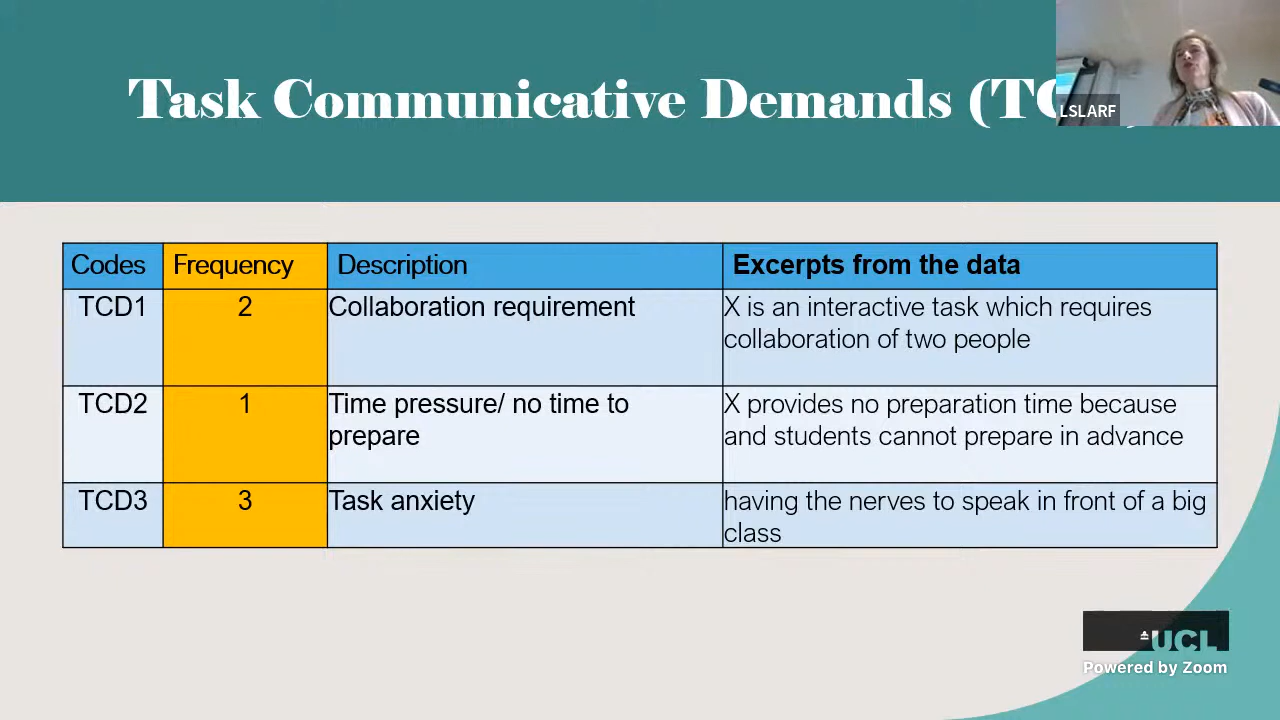 Task Communicative Demands (TC
LSLARF
Codes Frequency Description Excerpts from the data
TCD1 2 Collaboration requirement X is an interactive task which requires
collaboration of two people
TCD2 1 Time pressure/ no time to X provides no preparation time because
prepare and students cannot prepare in advance
TCD3 3 Task anxiety having the nerves to speak in front of a big
class
UCL
Powered by Zoom